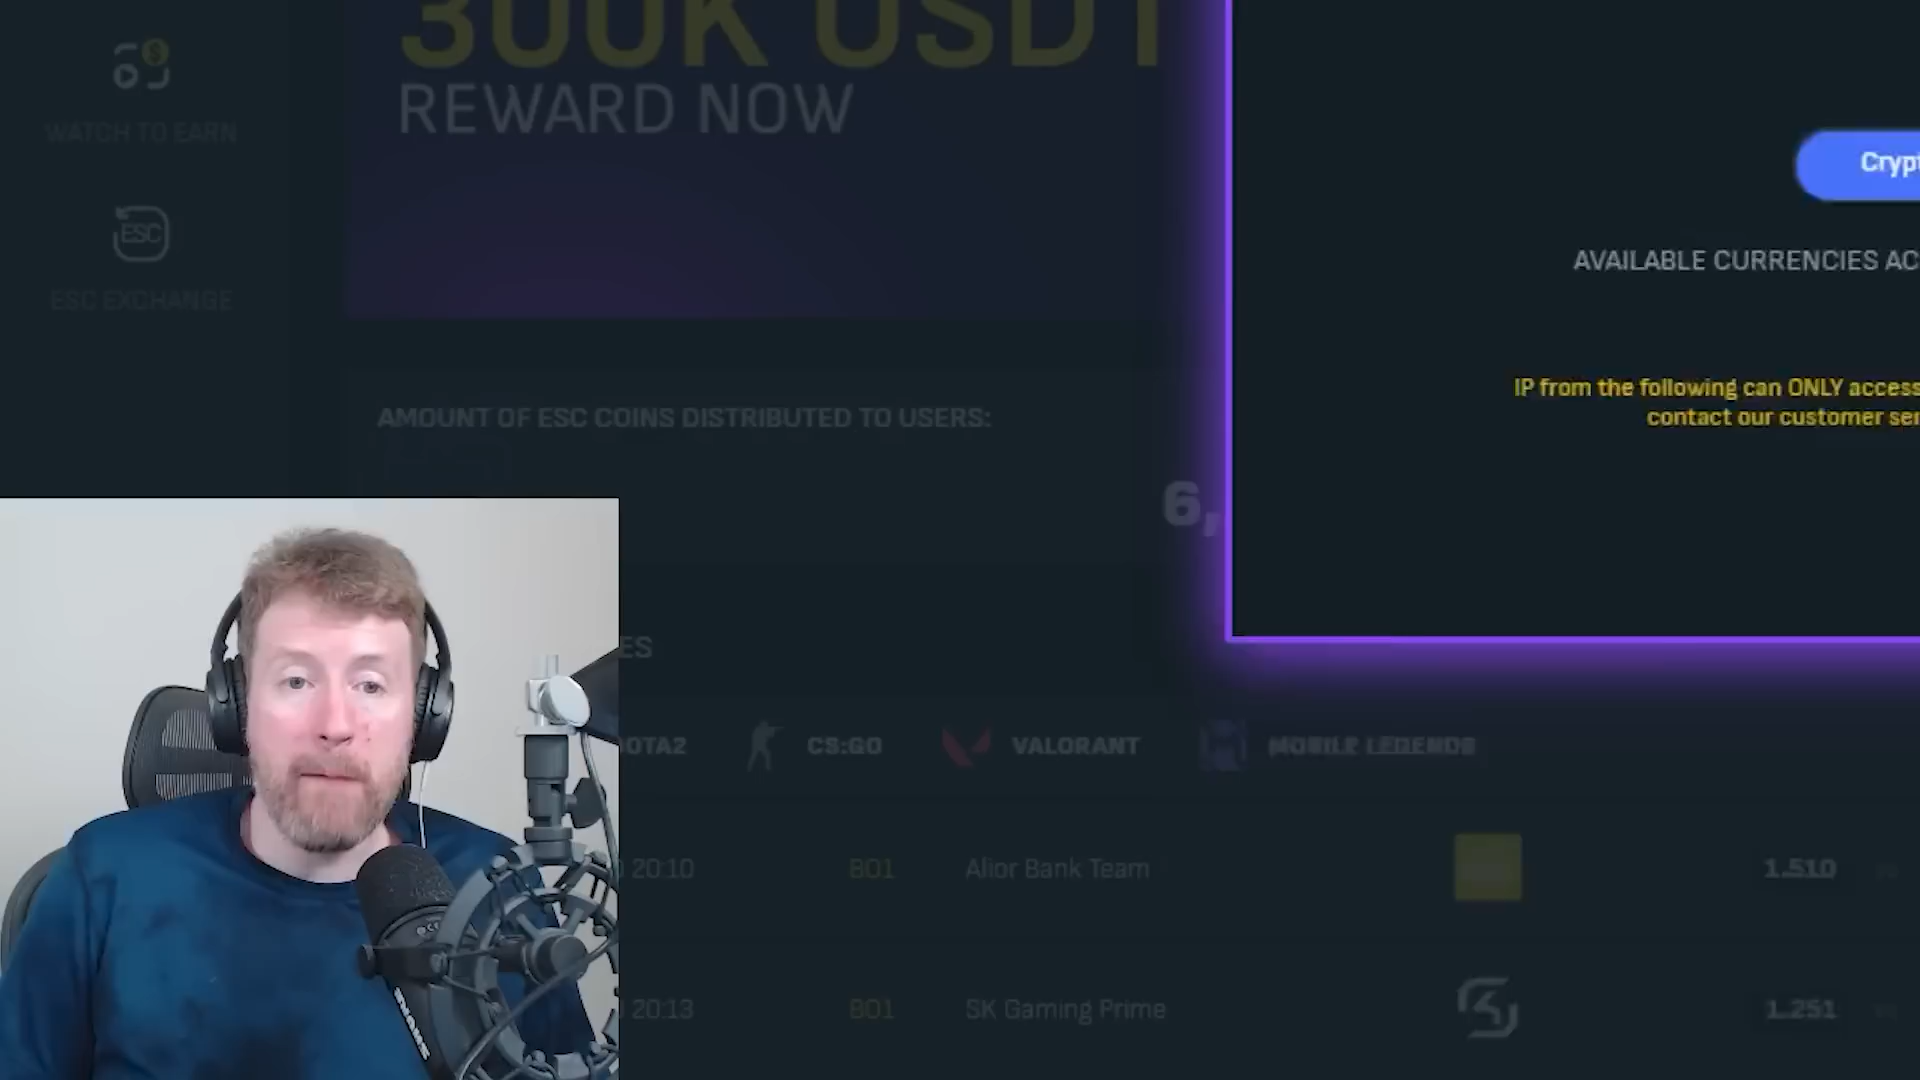 300K USDT
REWARD NOW
WATCH TO EARN
ESC
ESC EXCHANGE
Crypt
AVAILABLE CURRENCIES AC
IP from the following can ONLY access
contact our customer ser
AMOUNT OF ESC COINS DISTRIBUTED TO USERS:
6,
ES
OTA2 CS:GO VALORANT MOBILE LEGENDS
20:10 BO1 Alior Bank Team 1.510
20:13 BO1 SK Gaming Prime 1.251